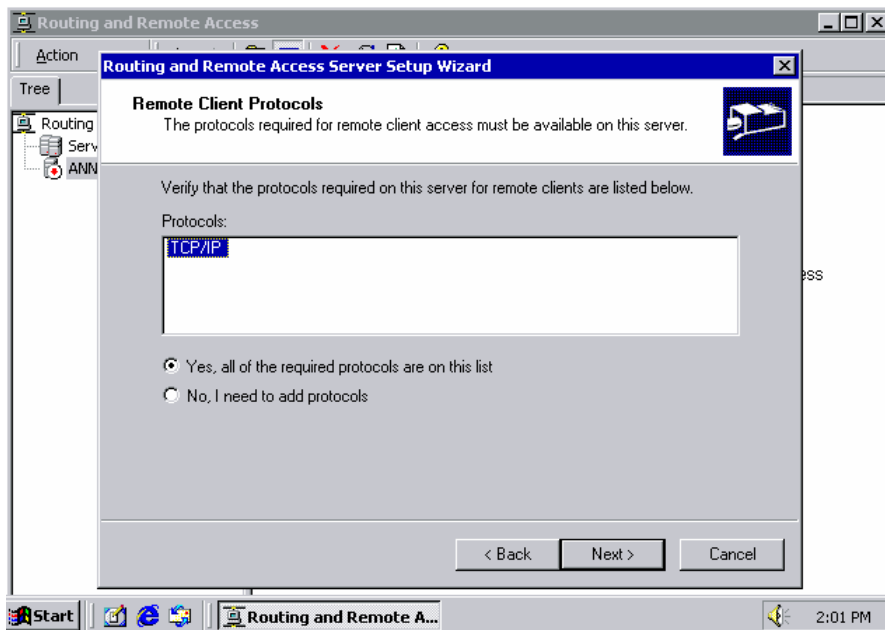 Routing and Remote Access
Action
Routing and Remote Access Server Setup Wizard
Tree
Remote Client Protocols
The protocols required for remote client access must be available on this server.
Routing
Serv
ANN
Verify that the protocols required on this server for remote clients are listed below.
Protocols:
TCP/IP
ess
Yes, all of the required protocols are on this list
No, I need to add protocols
< Back
Next >
Cancel
Start
Routing and Remote A...
2:01 PM